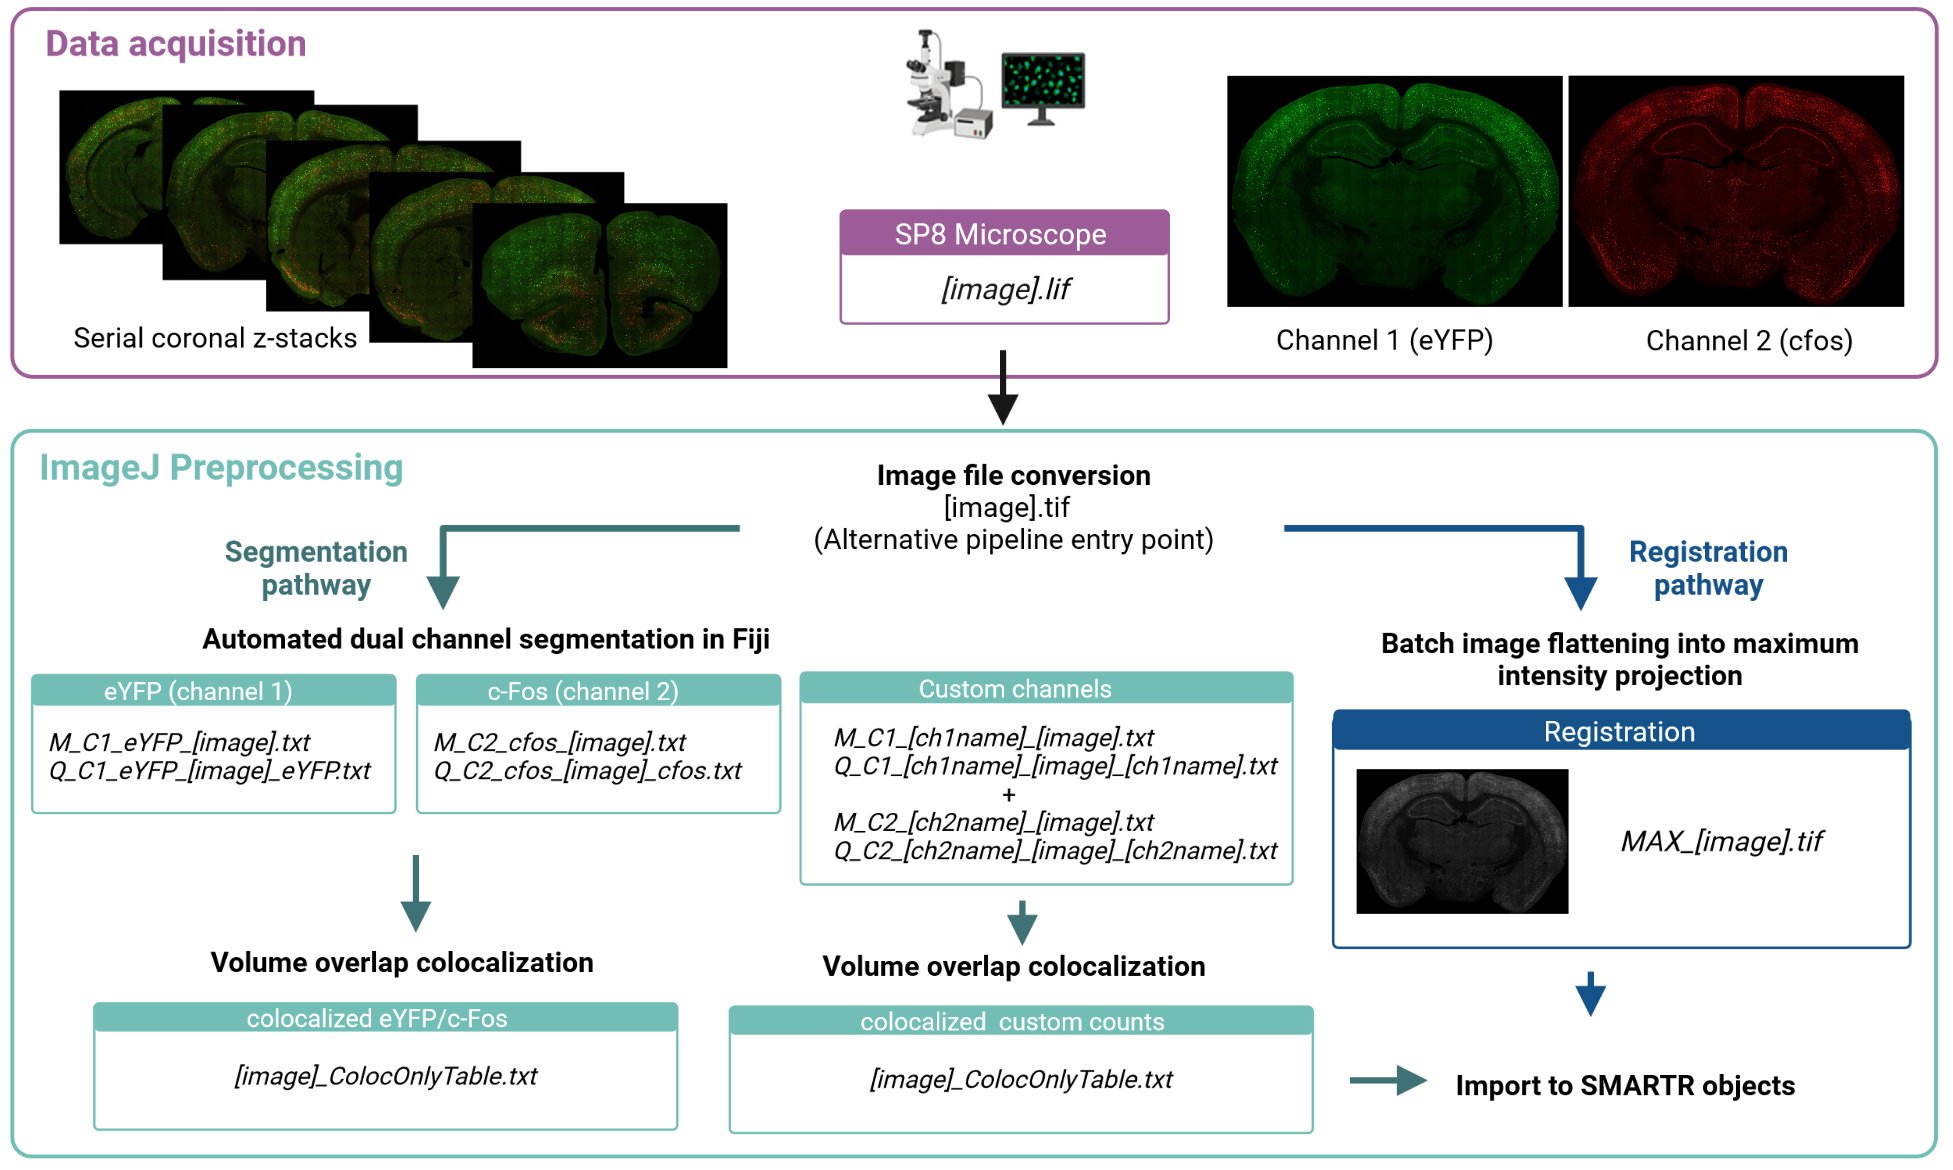 Data acquisition
Serial coronal z-stacks
SP8 Microscope
[image].lif
Channel 1 (eYFP)
Channel 2 (cfos)
ImageJ Preprocessing
Image file conversion
[image].tif
(Alternative pipeline entry point)
Segmentation
pathway
Automated dual channel segmentation in Fiji
eYFP (channel 1)
M_C1_eYFP_[image].txt
Q_C1_eYFP_[image]_eYFP.txt
c-Fos (channel 2)
M_C2_cfos_[image].txt
Q_C2_cfos_[image]_cfos.txt
Custom channels
M_C1_[ch1name]_[image].txt
Q_C1_[ch1name]_[image]_[ch1name].txt
+
M_C2_[ch2name]_[image].txt
Q_C2_[ch2name]_[image]_[ch2name].txt
Volume overlap colocalization
colocalized eYFP/c-Fos
[image]_ColocOnlyTable.txt
Volume overlap colocalization
colocalized custom counts
[image]_ColocOnlyTable.txt
Registration
pathway
Batch image flattening into maximum
intensity projection
Registration
MAX_[image].tif
Import to SMARTR objects